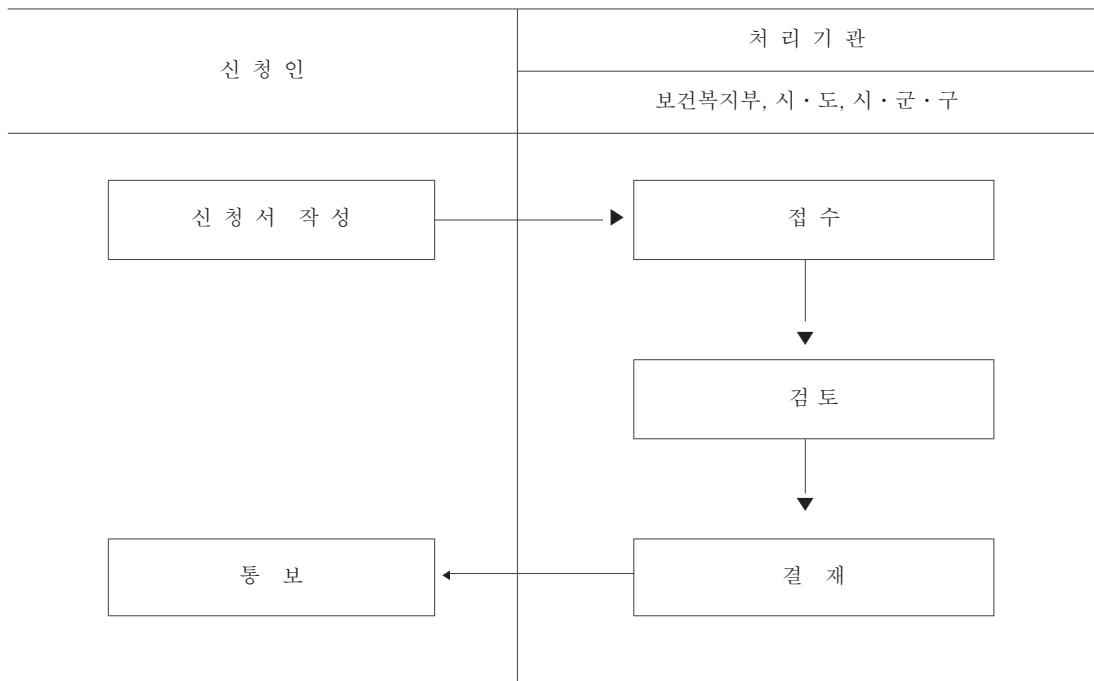 신 청 인
처 리 기 관
보건복지부, 시・도, 시・군・구
신 청 서 작 성
접 수
검 토
통 보
결 재